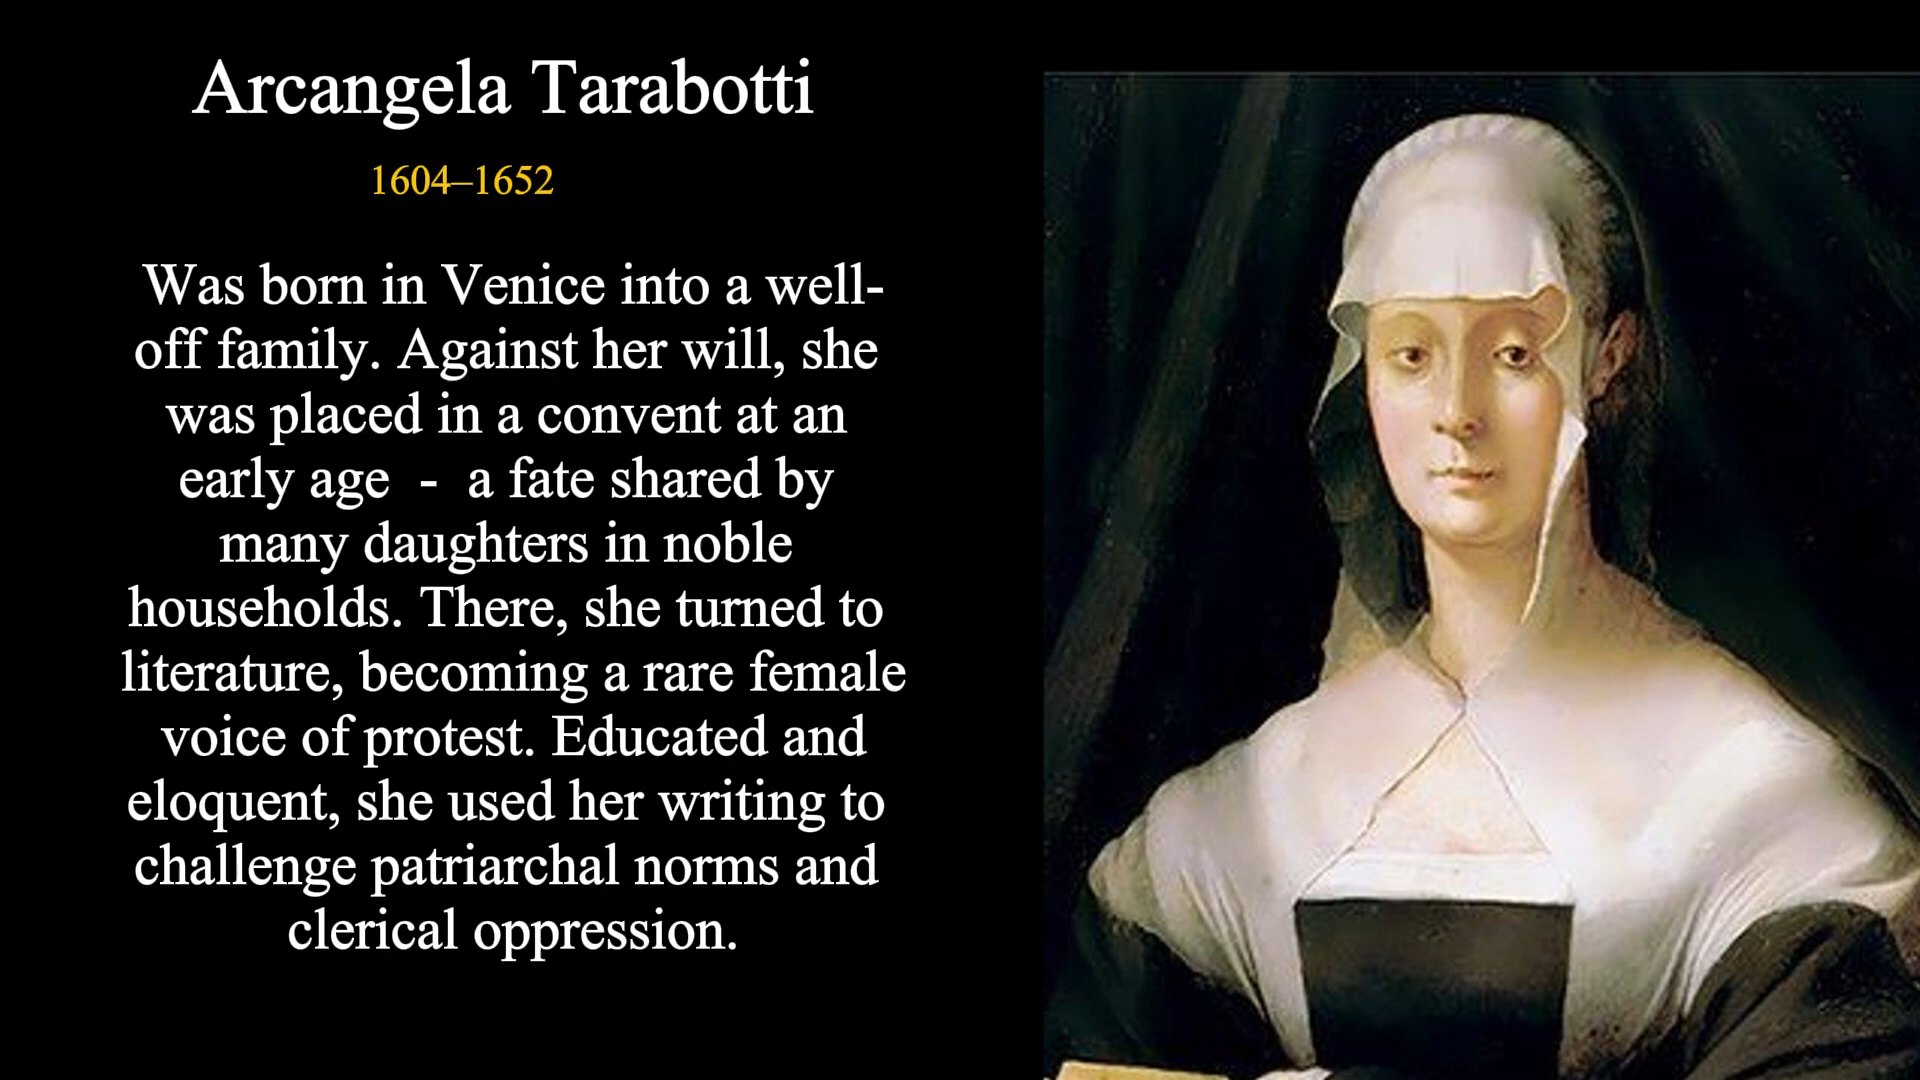 Arcangela Tarabotti
1604–1652
Was born in Venice into a well-
off family. Against her will, she
was placed in a convent at an
early age - a fate shared by
many daughters in noble
households. There, she turned to
literature, becoming a rare female
voice of protest. Educated and
eloquent, she used her writing to
challenge patriarchal norms and
clerical oppression.